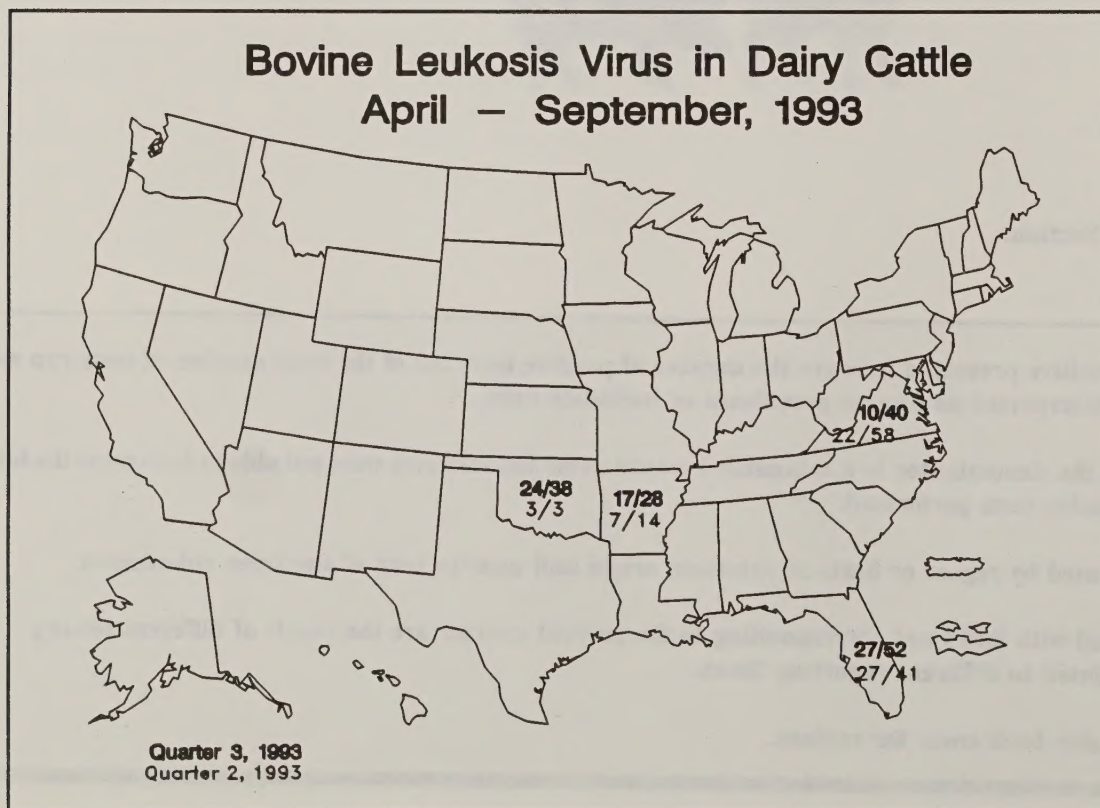 Bovine Leukosis Virus in Dairy Cattle
April – September, 1993
10/40
22/58
24/38
3/3
17/28
7/14
27/52
27/41
Quarter 3, 1993
Quarter 2, 1993